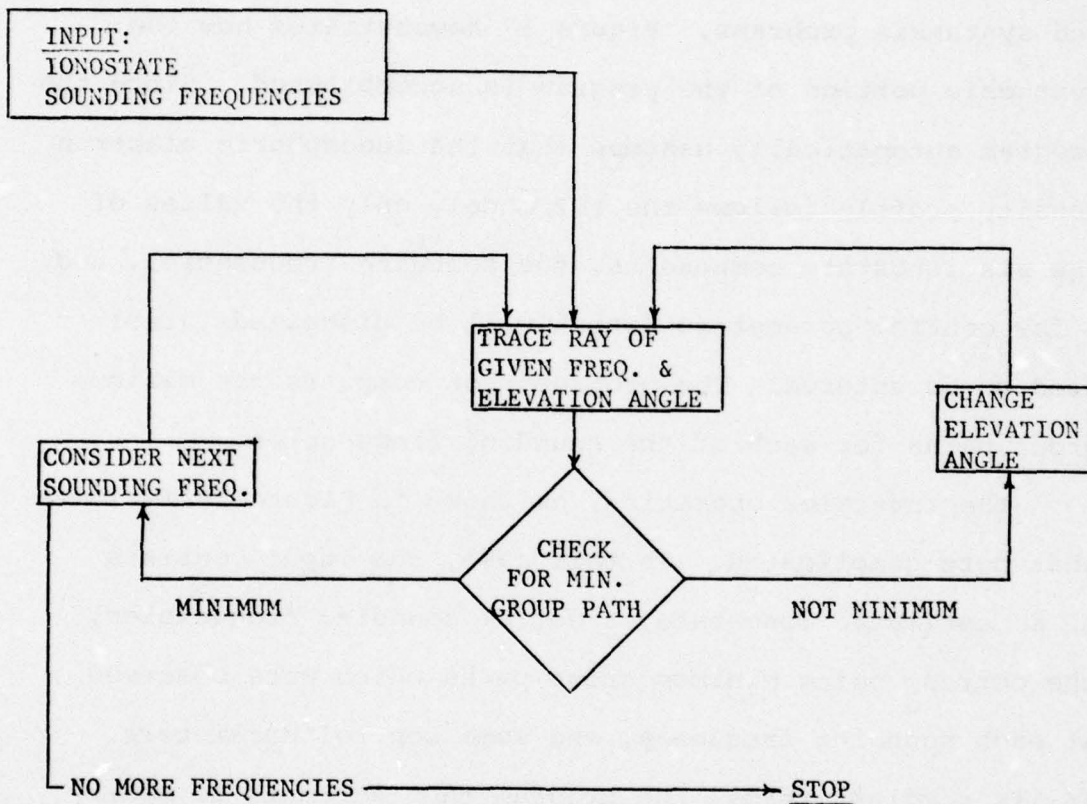 INPUT:
IONOSTATE
SOUNDING FREQUENCIES
TRACE RAY OF
GIVEN FREQ. &
ELEVATION ANGLE
CHANGE
ELEVATION
ANGLE
CONSIDER NEXT
SOUNDING FREQ.
CHECK
FOR MIN.
GROUP PATH
MINIMUM
NOT MINIMUM
NO MORE FREQUENCIES
STOP